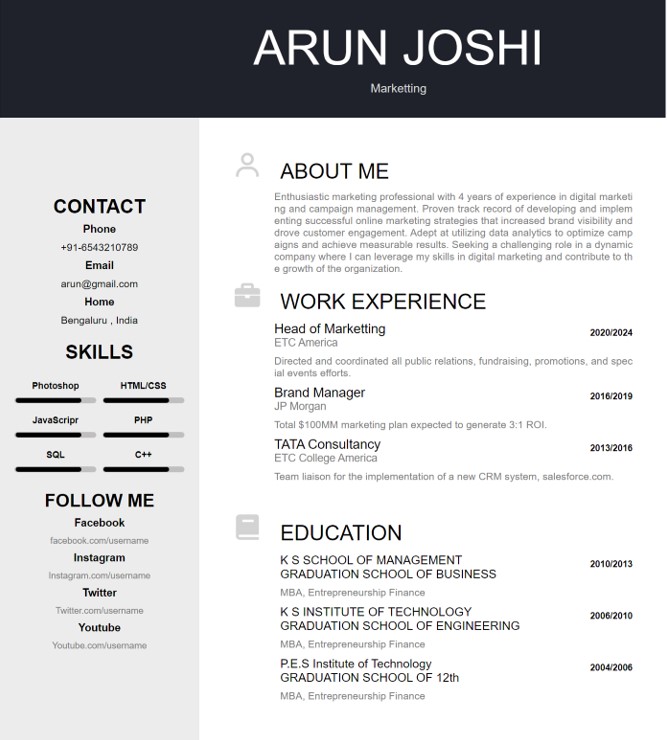 ARUN JOSHI
Marketting
CONTACT
Phone
+91-6543210789
Email
arun@gmail.com
Home
Bengaluru , India
SKILLS
Photoshop HTML/CSS
JavaScripr PHP
SQL C++
FOLLOW ME
Facebook
facebook.com/username
Instagram
Instagram.com/username
Twitter
Twitter.com/username
Youtube
Youtube.com/username
ABOUT ME
Enthusiastic marketing professional with 4 years of experience in digital marketi
ng and campaign management. Proven track record of developing and implem
enting successful online marketing strategies that increased brand visibility and
drove customer engagement. Adept at utilizing data analytics to optimize camp
aigns and achieve measurable results. Seeking a challenging role in a dynamic
company where I can leverage my skills in digital marketing and contribute to th
e growth of the organization.
WORK EXPERIENCE
Head of Marketting 2020/2024
ETC America
Directed and coordinated all public relations, fundraising, promotions, and spec
ial events efforts.
Brand Manager 2016/2019
JP Morgan
Total $100MM marketing plan expected to generate 3:1 ROI.
TATA Consultancy 2013/2016
ETC College America
Team liaison for the implementation of a new CRM system, salesforce.com.
EDUCATION
K S SCHOOL OF MANAGEMENT 2010/2013
GRADUATION SCHOOL OF BUSINESS
MBA, Entrepreneurship Finance
K S INSTITUTE OF TECHNOLOGY 2006/2010
GRADUATION SCHOOL OF ENGINEERING
MBA, Entrepreneurship Finance
P.E.S Institute of Technology 2004/2006
GRADUATION SCHOOL OF 12th
MBA, Entrepreneurship Finance